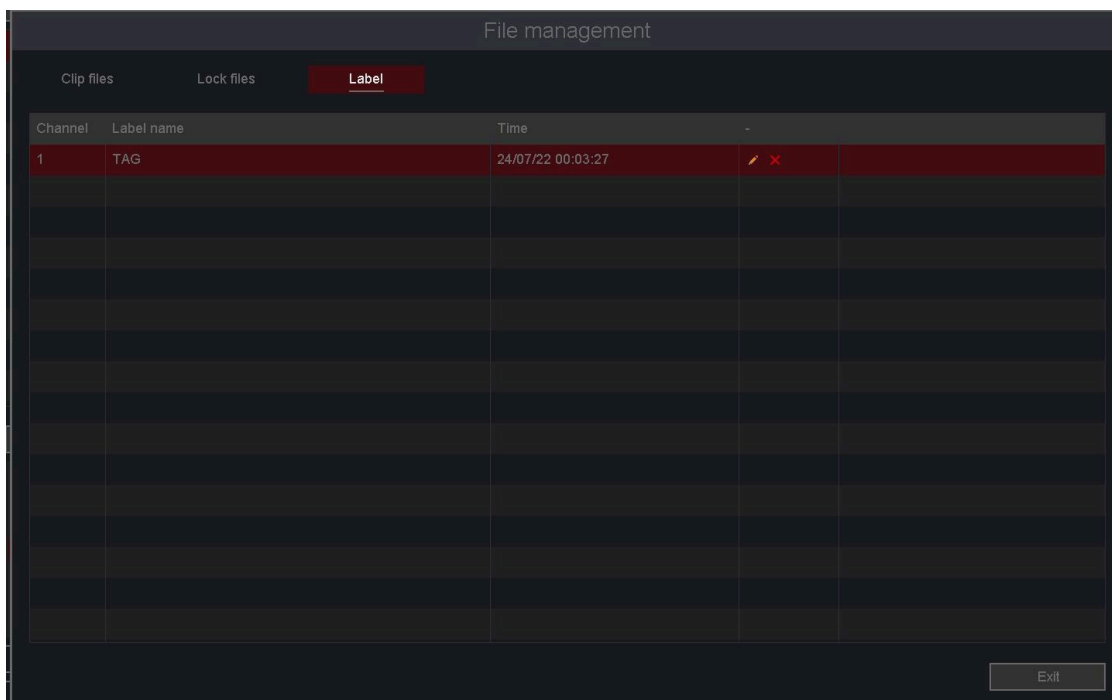 File management
Clip files Lock files Label
Channel Label name Time -
1 TAG 24/07/22 00:03:27
Exit